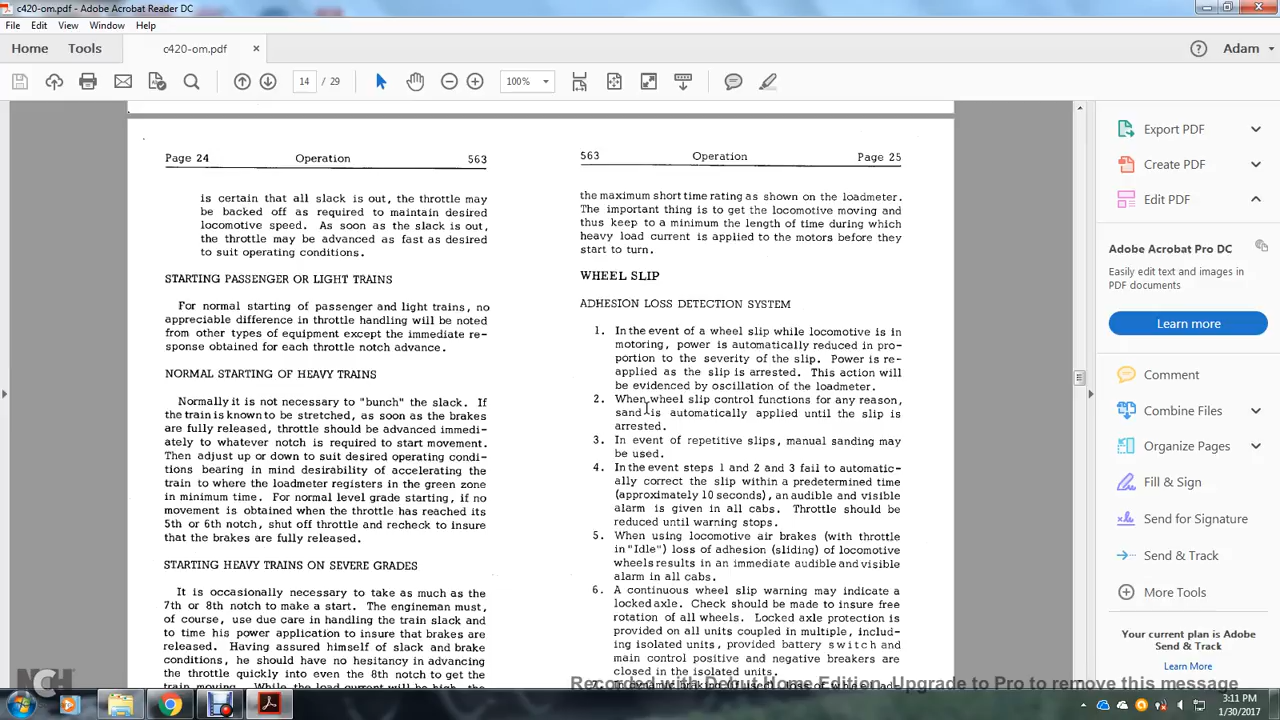 c420-om.pdf - Adobe Acrobat Reader DC
File Edit View Window Help
Home Tools c420-om.pdf × Adam
14 / 29 100%
Page 24 Operation 563
is certain that all slack is out, the throttle may
be backed off as required to maintain desired
locomotive speed. As soon as the slack is out,
the throttle may be advanced as fast as desired
to suit operating conditions.
STARTING PASSENGER OR LIGHT TRAINS
For normal starting of passenger and light trains, no
appreciable difference in throttle handling will be noted
from other types of equipment except the immediate re-
sponse obtained for each throttle notch advance.
NORMAL STARTING OF HEAVY TRAINS
Normally it is not necessary to "bunch" the slack. If
the train is known to be stretched, as soon as the brakes
are fully released, throttle should be advanced immedi-
ately to whatever notch is required to start movement.
Then adjust up or down to suit desired operating condi-
tions bearing in mind desirability of accelerating the
train to where the loadmeter registers in the green zone
in minimum time. For normal level grade starting, if no
movement is obtained when the throttle has reached its
5th or 6th notch, shut off throttle and recheck to insure
that the brakes are fully released.
STARTING HEAVY TRAINS ON SEVERE GRADES
It is occasionally necessary to take as much as the
7th or 8th notch to make a start. The engineman must,
of course, use due care in handling the train slack and
to time his power application to insure that brakes are
released. Having assured himself of slack and brake
conditions, he should have no hesitancy in advancing
the throttle quickly into even the 8th notch to get the
train moving. While the load current will be high, the
563 Operation Page 25
the maximum short time rating as shown on the loadmeter.
The important thing is to get the locomotive moving and
thus keep to a minimum the length of time during which
heavy load current is applied to the motors before they
start to turn.
WHEEL SLIP
ADHESION LOSS DETECTION SYSTEM
1. In the event of a wheel slip while locomotive is in
motoring, power is automatically reduced in pro-
portion to the severity of the slip. Power is re-
applied as the slip is arrested. This action will
be evidenced by oscillation of the loadmeter.
2. When wheel slip control functions for any reason,
sand is automatically applied until the slip is
arrested.
3. In event of repetitive slips, manual sanding may
be used.
4. In the event steps 1 and 2 and 3 fail to automatic-
ally correct the slip within a predetermined time
(approximately 10 seconds), an audible and visible
alarm is given in all cabs. Throttle should be
reduced until warning stops.
5. When using locomotive air brakes (with throttle
in "Idle") loss of adhesion (sliding) of locomotive
wheels results in an immediate audible and visible
alarm in all cabs.
6. A continuous wheel slip warning may indicate a
locked axle. Check should be made to insure free
rotation of all wheels. Locked axle protection is
provided on all units coupled in multiple, includ-
ing isolated units, provided battery switch and
main control positive and negative breakers are
closed in the isolated units.
Export PDF
Create PDF
Edit PDF
Adobe Acrobat Pro DC
Easily edit text and images in
PDF documents
Learn more
Comment
Combine Files
Organize Pages
Fill & Sign
Send for Signature
Send & Track
More Tools
Your current plan is Adobe
Send for Signature
Learn More
NCH
Recorded with Debut Home Edition. Upgrade to Pro to remove this message
3:11 PM
1/30/2017